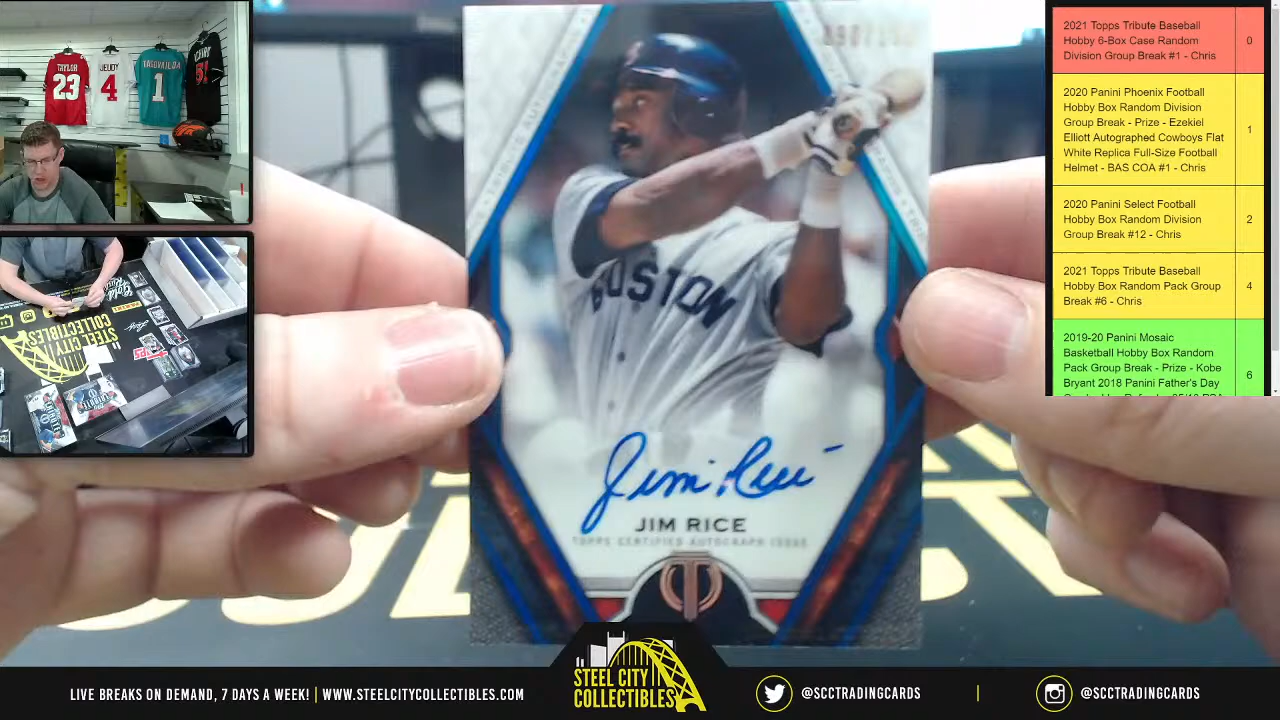 TAYLOR
23
JEUDY
4
TAGOVAILOA
1
51
BOSTON
Jim Rice
JIM RICE
TOPPS CERTIFIED AUTOGRAPH ISSUE
T
STEEL CITY
COLLECTIBLES
2021 Topps Tribute Baseball
Hobby 6-Box Case Random
Division Group Break #1 - Chris
0
2020 Panini Phoenix Football
Hobby Box Random Division
Group Break - Prize - Ezekiel
Elliott Autographed Cowboys Flat
White Replica Full-Size Football
Helmet - BAS COA #1 - Chris
1
2020 Panini Select Football
Hobby Box Random Division
Group Break #12 - Chris
2
2021 Topps Tribute Baseball
Hobby Box Random Pack Group
Break #6 - Chris
4
2019-20 Panini Mosaic
Basketball Hobby Box Random
Pack Group Break - Prize - Kobe
Bryant 2018 Panini Father's Day
6
LIVE BREAKS ON DEMAND, 7 DAYS A WEEK! | WWW.STEELCITYCOLLECTIBLES.COM
STEEL CITY
COLLECTIBLES
@SCCTRADINGCARDS
@SCCTRADINGCARDS